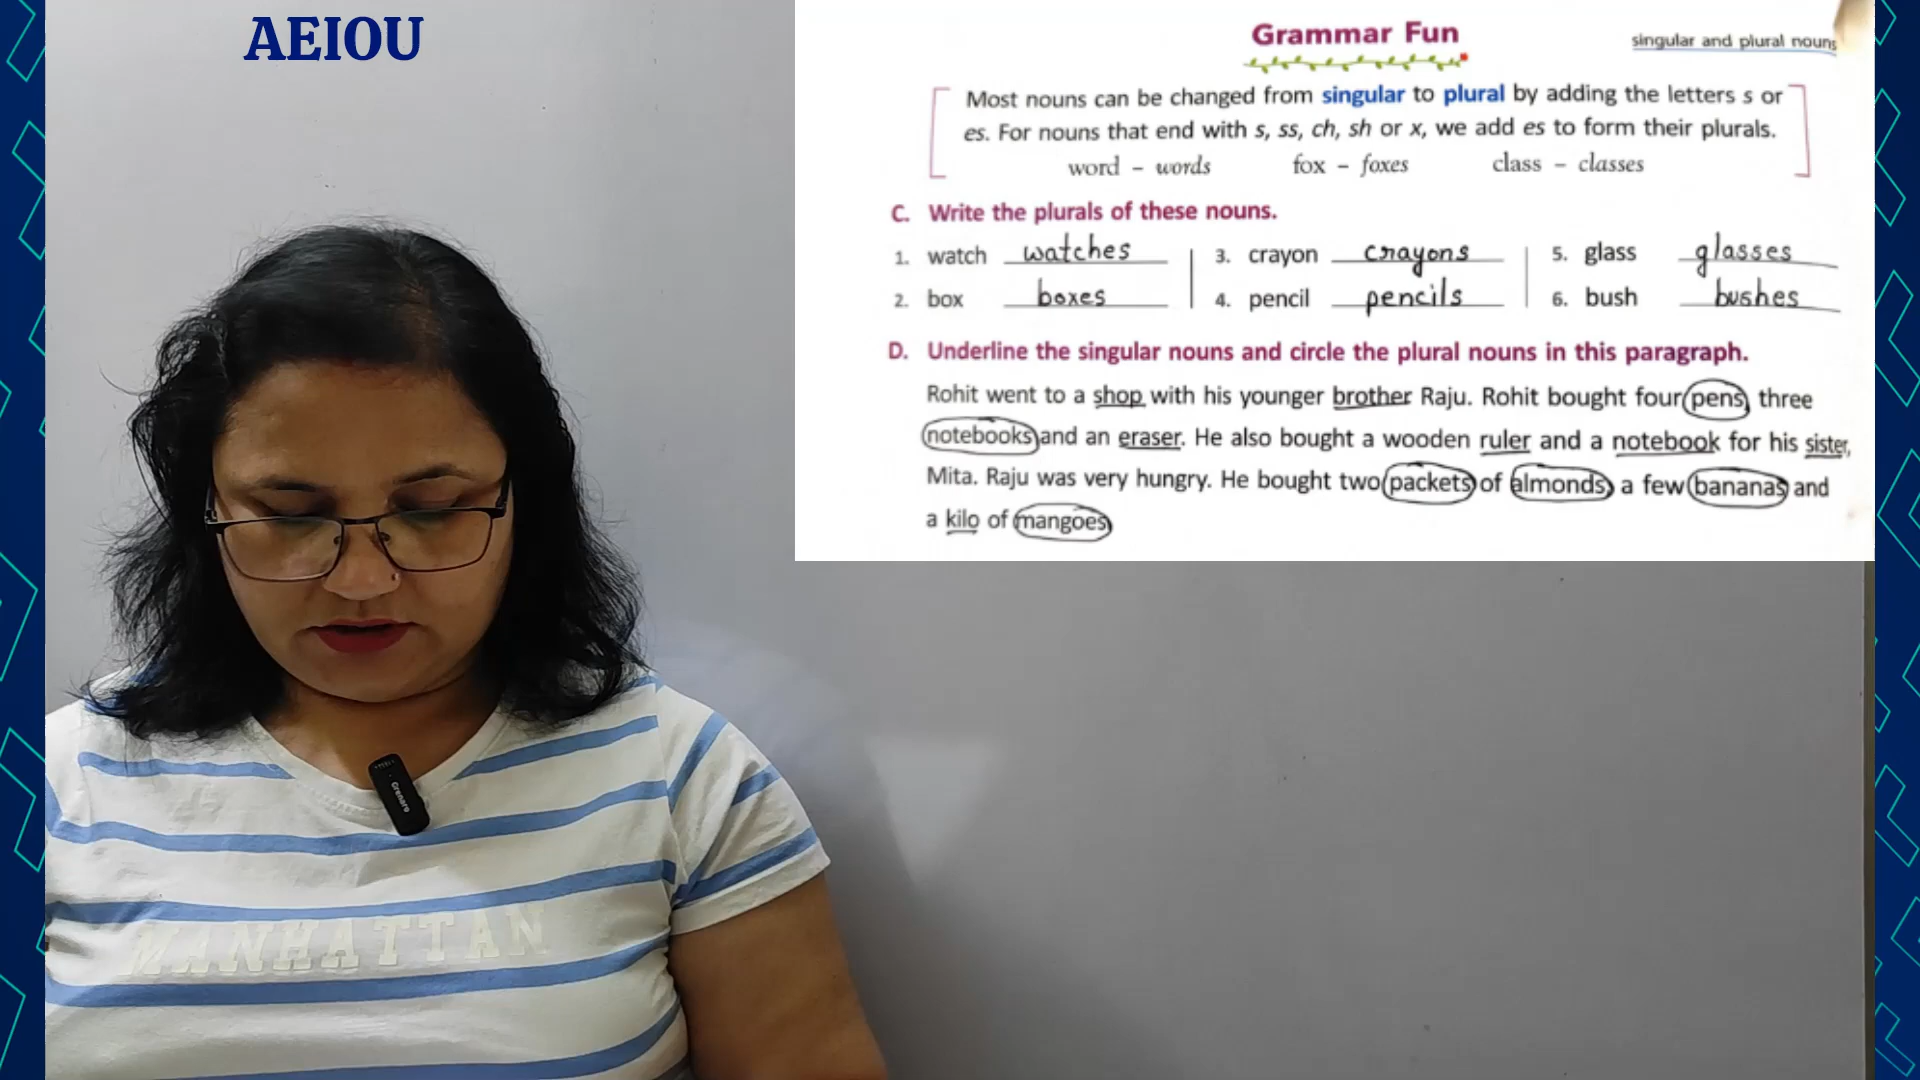 AEIOU
Grammar Fun
singular and plural nouns
Most nouns can be changed from singular to plural by adding the letters s or
es. For nouns that end with s, ss, ch, sh or x, we add es to form their plurals.
word – words fox – foxes class – classes
C. Write the plurals of these nouns.
1. watch watches 3. crayon crayons 5. glass glasses
2. box boxes 4. pencil pencils 6. bush bushes
D. Underline the singular nouns and circle the plural nouns in this paragraph.
Rohit went to a shop with his younger brother Raju. Rohit bought four pens, three
notebooks and an eraser. He also bought a wooden ruler and a notebook for his sister,
Mita. Raju was very hungry. He bought two packets of almonds, a few bananas and
a kilo of mangoes.
Grenaro
MANHATTAN